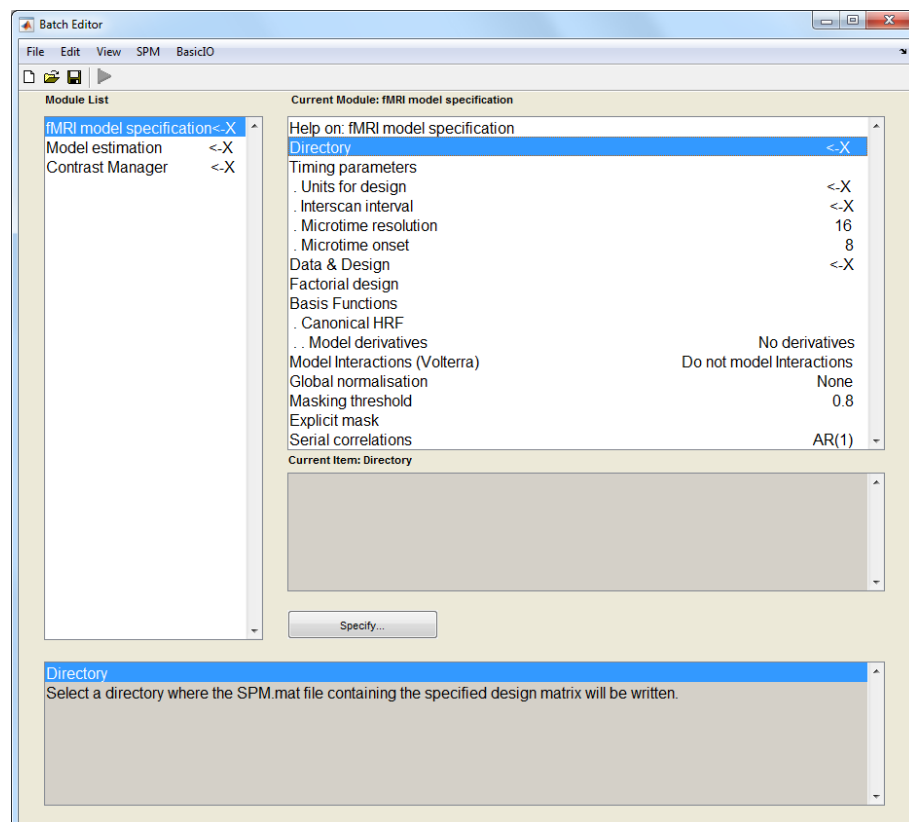 Batch Editor
File Edit View SPM BasicIO
Module List
fMRI model specification<-X
Model estimation <-X
Contrast Manager <-X
Current Module: fMRI model specification
Help on: fMRI model specification
Directory <-X
Timing parameters
. Units for design <-X
. Interscan interval <-X
. Microtime resolution 16
. Microtime onset 8
Data & Design <-X
Factorial design
Basis Functions
. Canonical HRF
. . Model derivatives No derivatives
Model Interactions (Volterra) Do not model Interactions
Global normalisation None
Masking threshold 0.8
Explicit mask
Serial correlations AR(1)
Current Item: Directory
Specify...
Directory
Select a directory where the SPM.mat file containing the specified design matrix will be written.